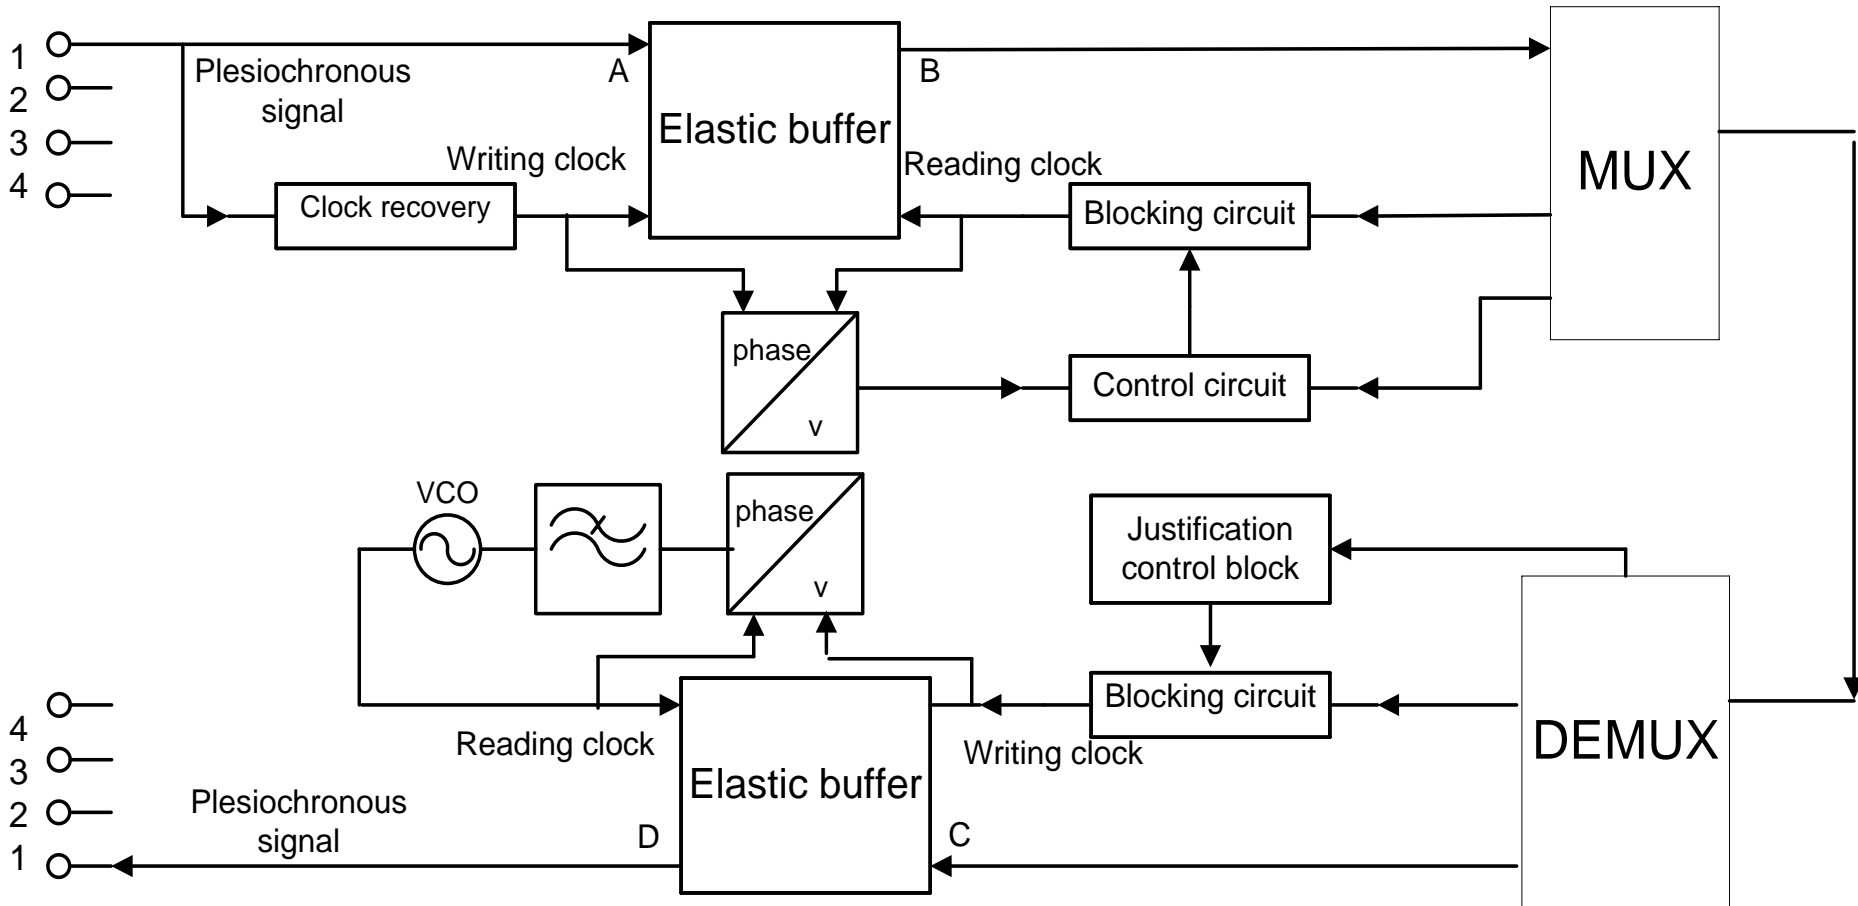 1
2
3
4
Plesiochronous
signal
A
B
Elastic buffer
MUX
Writing clock
Reading clock
Clock recovery
Blocking circuit
phase
v
Control circuit
VCO
phase
v
Justification
control block
Blocking circuit
4
3
2
1
Reading clock
Writing clock
DEMUX
Elastic buffer
Plesiochronous
signal
D
C